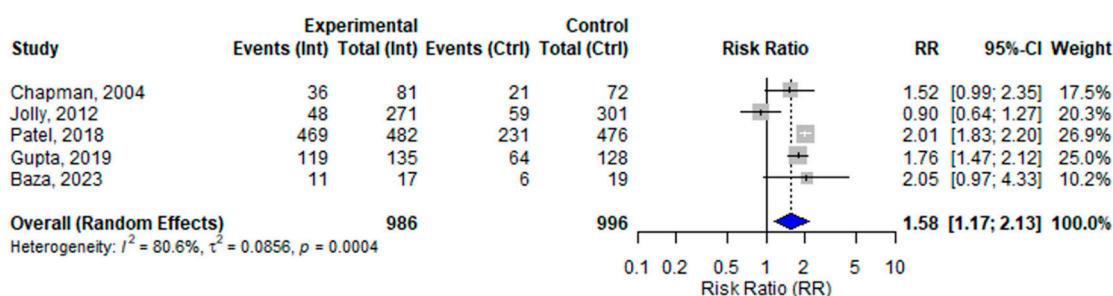 Experimental Control
Study Events (Int) Total (Int) Events (Ctrl) Total (Ctrl) Risk Ratio RR 95%-CI Weight
Chapman, 2004 36 81 21 72 1.52 [0.99; 2.35] 17.5%
Jolly, 2012 48 271 59 301 0.90 [0.64; 1.27] 20.3%
Patel, 2018 469 482 231 476 2.01 [1.83; 2.20] 26.9%
Gupta, 2019 119 135 64 128 1.76 [1.47; 2.12] 25.0%
Baza, 2023 11 17 6 19 2.05 [0.97; 4.33] 10.2%
Overall (Random Effects) 986 996 1.58 [1.17; 2.13] 100.0%
Heterogeneity: I² = 80.6%, τ² = 0.0856, p = 0.0004
0.1 0.2 0.5 1 2 5 10
Risk Ratio (RR)